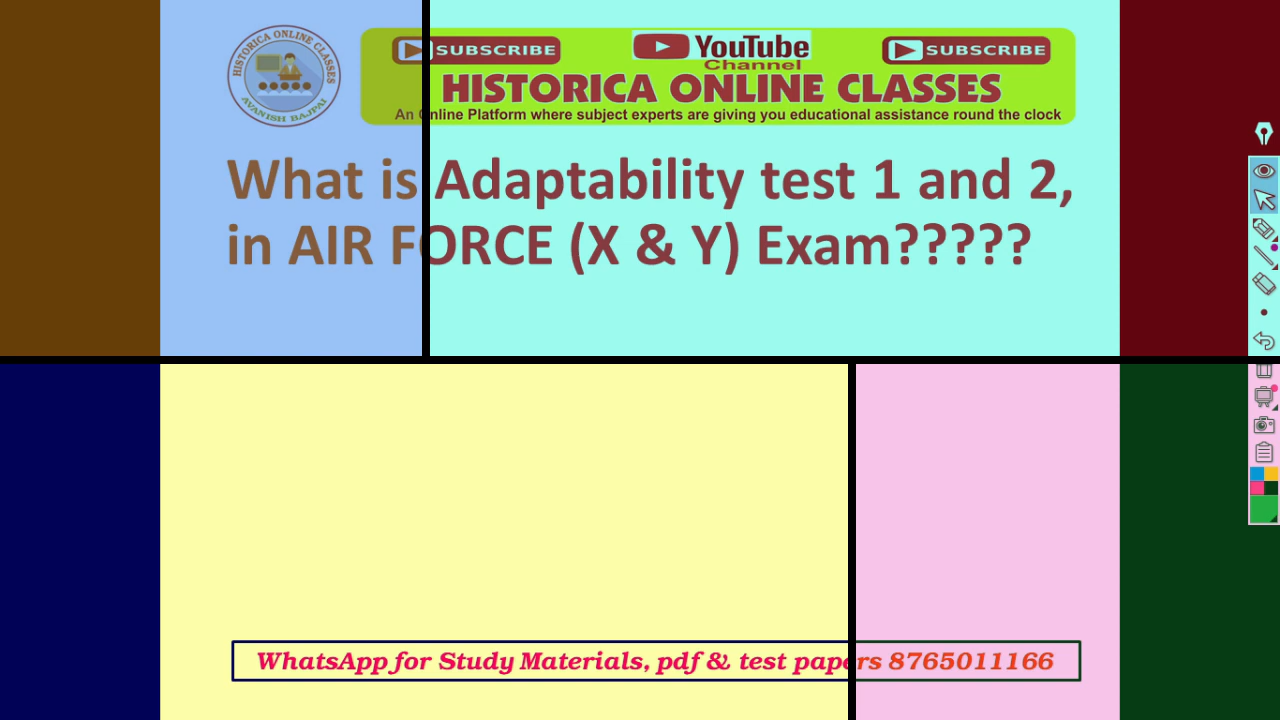 HISTORICA ONLINE CLASSES
AVANISH BAJPAI
SUBSCRIBE
YouTube
Channel
SUBSCRIBE
HISTORICA ONLINE CLASSES
An Online Platform where subject experts are giving you educational assistance round the clock
What is Adaptability test 1 and 2,
in AIR FORCE (X & Y) Exam?????
WhatsApp for Study Materials, pdf & test papers 8765011166